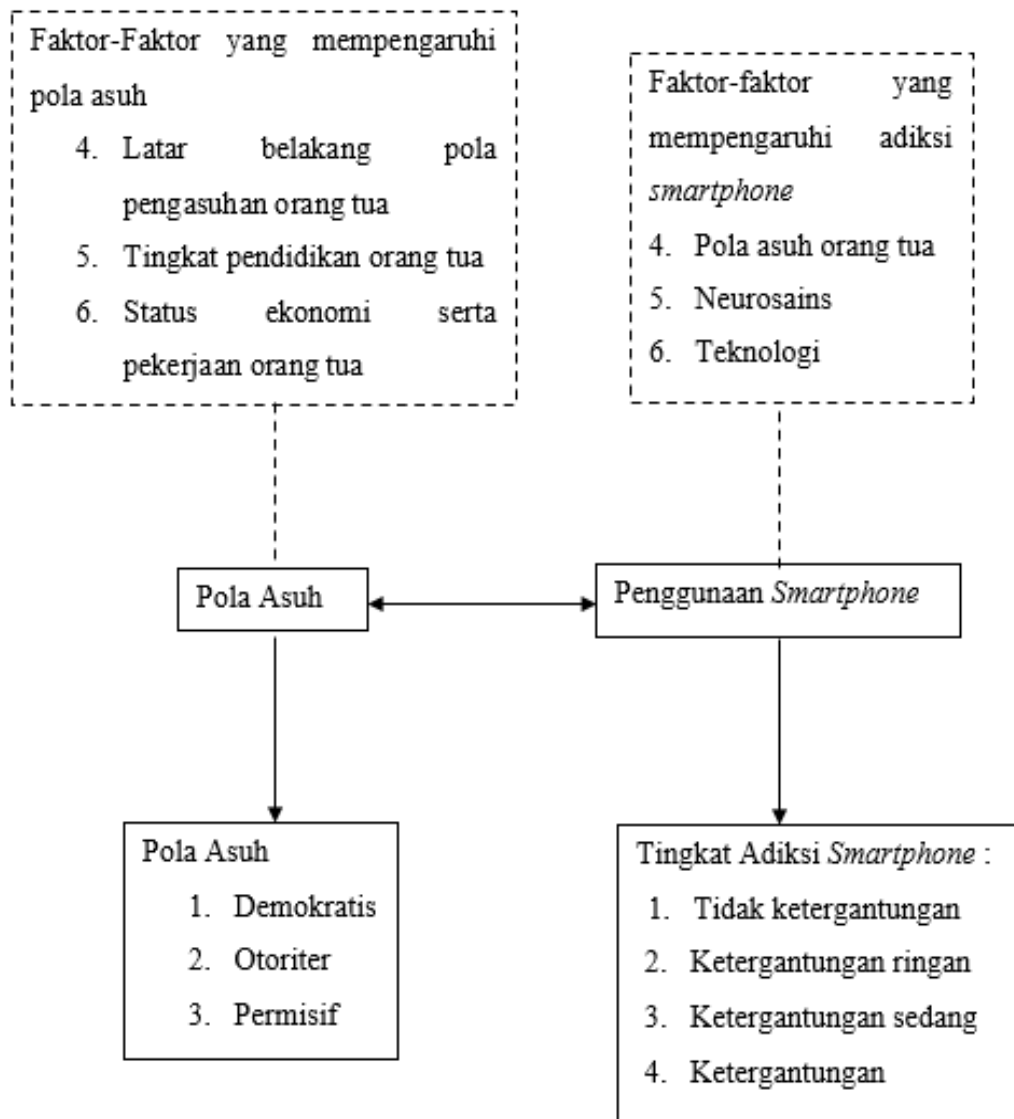 Faktor-Faktor yang mempengaruhi
pola asuh
4. Latar belakang pola
pengasuhan orang tua
5. Tingkat pendidikan orang tua
6. Status ekonomi serta
pekerjaan orang tua
Faktor-faktor yang
mempengaruhi adiksi
smartphone
4. Pola asuh orang tua
5. Neurosains
6. Teknologi
Pola Asuh
Penggunaan Smartphone
Pola Asuh
1. Demokratis
2. Otoriter
3. Permisif
Tingkat Adiksi Smartphone :
1. Tidak ketergantungan
2. Ketergantungan ringan
3. Ketergantungan sedang
4. Ketergantungan